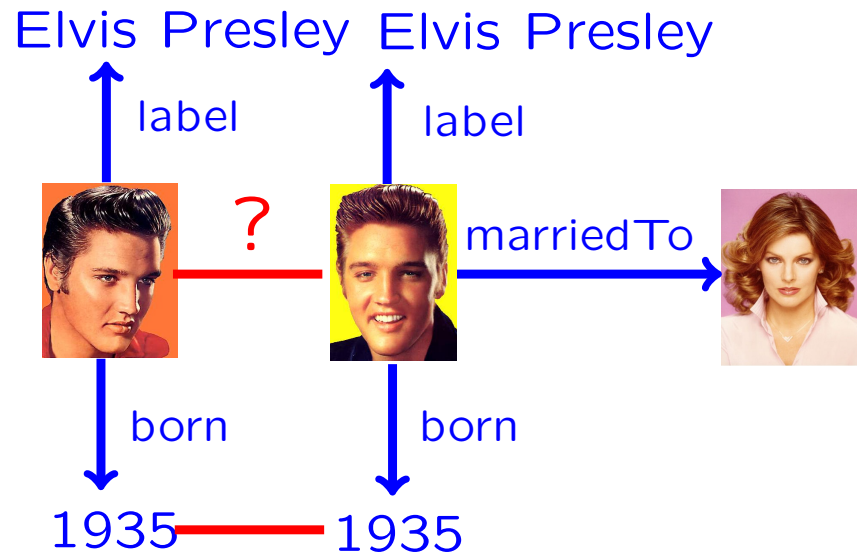 Elvis Presley Elvis Presley
label label
?
marriedTo
born born
1935 1935